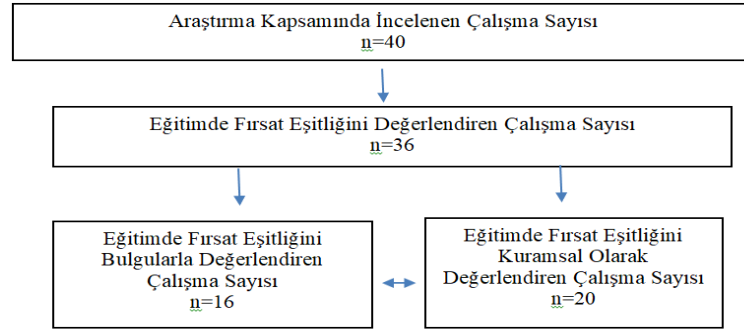 Araştırma Kapsamında İncelenen Çalışma Sayısı
n=40
Eğitimde Fırsat Eşitliğini Değerlendiren Çalışma Sayısı
n=36
Eğitimde Fırsat Eşitliğini
Bulgularla Değerlendiren
Çalışma Sayısı
n=16
Eğitimde Fırsat Eşitliğini
Kuramsal Olarak
Değerlendiren Çalışma Sayısı
n=20